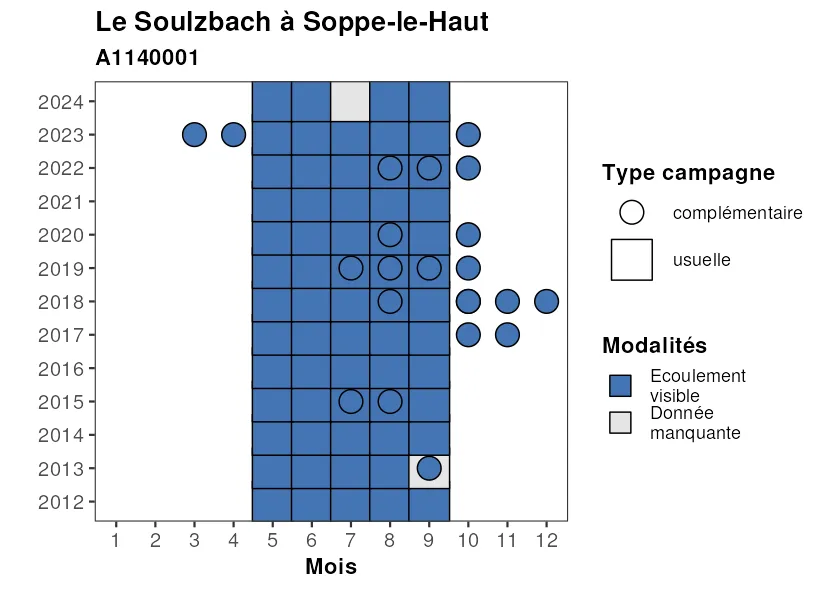 Le Soulzbach à Soppe-le-Haut
A1140001
2024
2023
2022
2021
2020
2019
2018
2017
2016
2015
2014
2013
2012
1 2 3 4 5 6 7 8 9 10 11 12
Mois
Type campagne
complémentaire
usuelle
Modalités
Ecoulement
visible
Donnée
manquante